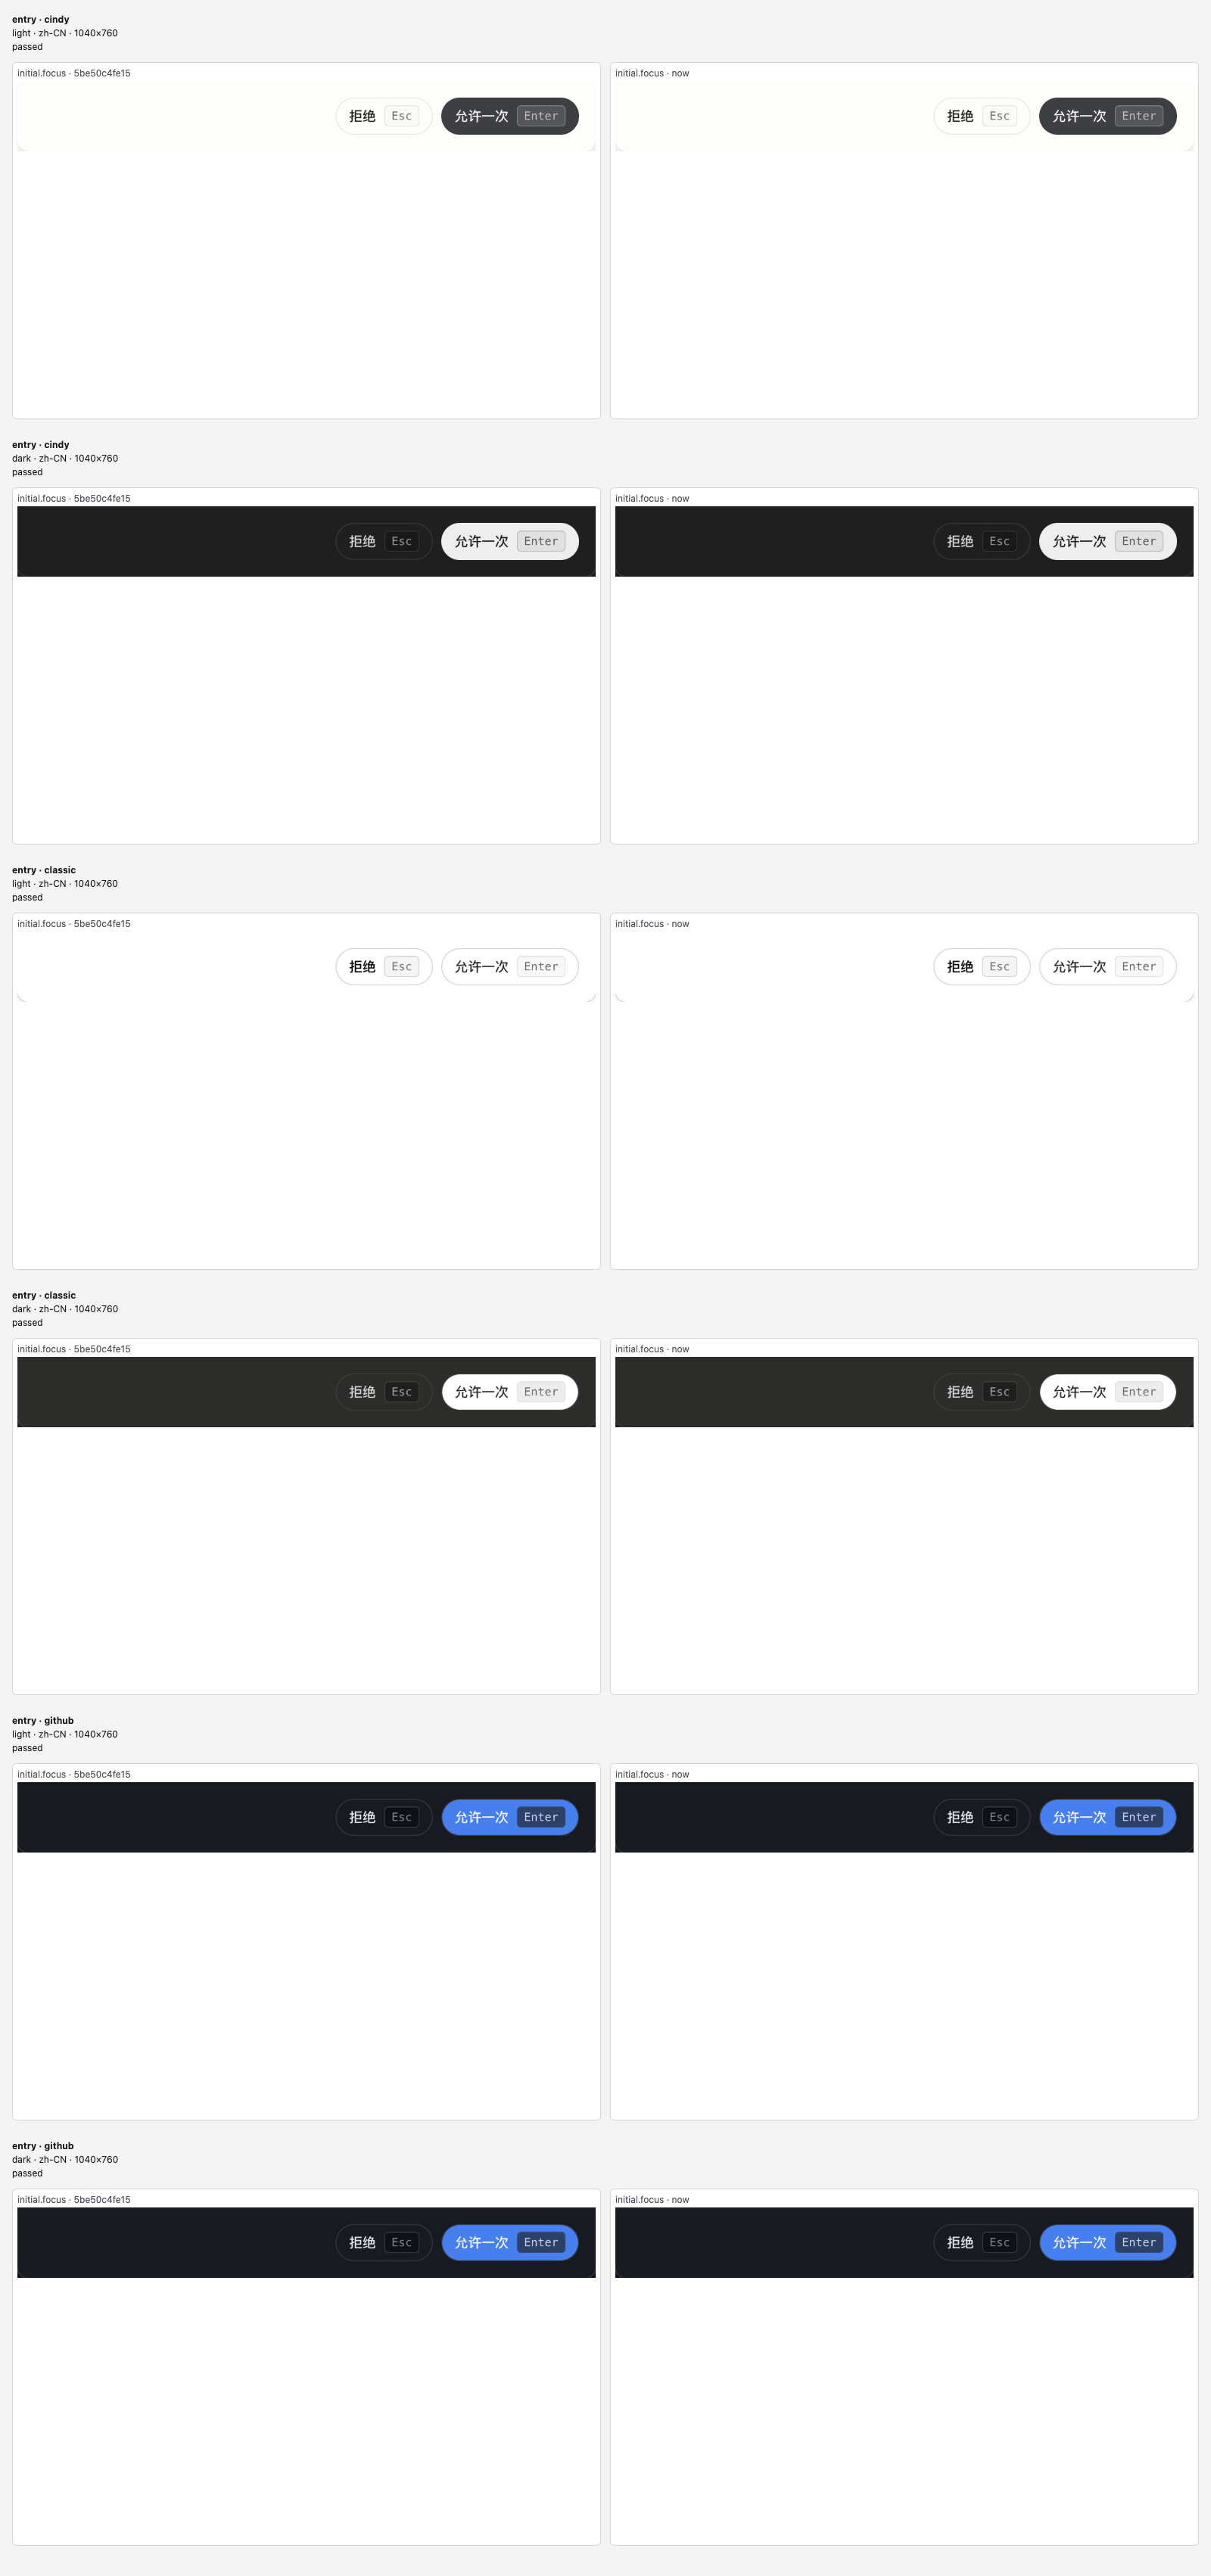 entry · cindy
light · zh-CN · 1040×760
passed
initial.focus · 5be50c4fe15
拒绝 Esc 允许一次 Enter
initial.focus · now
拒绝 Esc 允许一次 Enter
entry · cindy
dark · zh-CN · 1040×760
passed
initial.focus · 5be50c4fe15
拒绝 Esc 允许一次 Enter
initial.focus · now
拒绝 Esc 允许一次 Enter
entry · classic
light · zh-CN · 1040×760
passed
initial.focus · 5be50c4fe15
拒绝 Esc 允许一次 Enter
initial.focus · now
拒绝 Esc 允许一次 Enter
entry · classic
dark · zh-CN · 1040×760
passed
initial.focus · 5be50c4fe15
拒绝 Esc 允许一次 Enter
initial.focus · now
拒绝 Esc 允许一次 Enter
entry · github
light · zh-CN · 1040×760
passed
initial.focus · 5be50c4fe15
拒绝 Esc 允许一次 Enter
initial.focus · now
拒绝 Esc 允许一次 Enter
entry · github
dark · zh-CN · 1040×760
passed
initial.focus · 5be50c4fe15
拒绝 Esc 允许一次 Enter
initial.focus · now
拒绝 Esc 允许一次 Enter